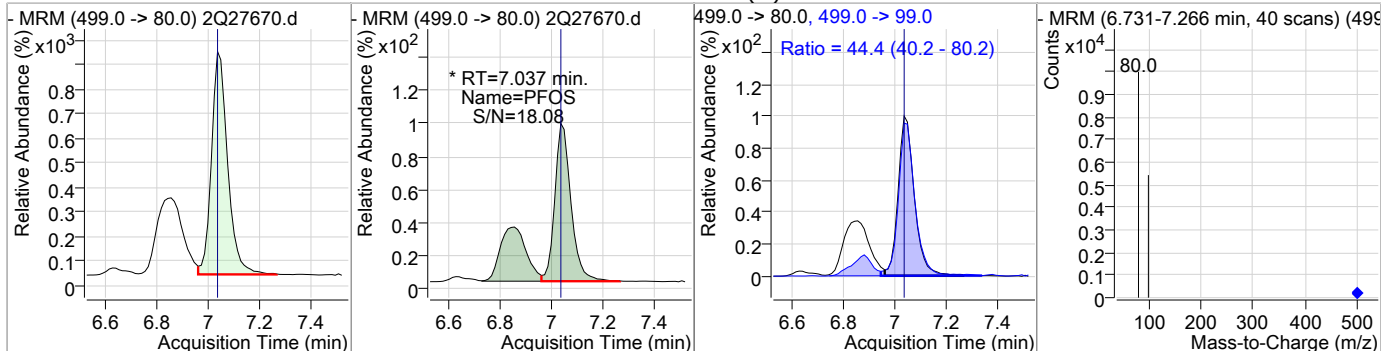 - MRM (499.0 -> 80.0) 2Q27670.d
x10³
Relative Abundance (%)
0.8
0.7
0.6
0.5
0.4
0.3
0.2
0.1
0
6.6 6.8 7 7.2 7.4
Acquisition Time (min)
- MRM (499.0 -> 80.0) 2Q27670.d
x10²
Relative Abundance (%)
* RT=7.037 min.
Name=PFOS
S/N=18.08
1.2
1
0.8
0.6
0.4
0.2
0
6.6 6.8 7 7.2 7.4
Acquisition Time (min)
499.0 -> 80.0, 499.0 -> 99.0
x10²
Ratio = 44.4 (40.2 - 80.2)
Relative Abundance (%)
1.2
1
0.8
0.6
0.4
0.2
0
6.6 6.8 7 7.2 7.4
Acquisition Time (min)
- MRM (6.731-7.266 min, 40 scans) (499
x10⁴
Counts
80.0
0.9
0.8
0.7
0.6
0.5
0.4
0.3
0.2
0.1
0
100 200 300 400 500
Mass-to-Charge (m/z)